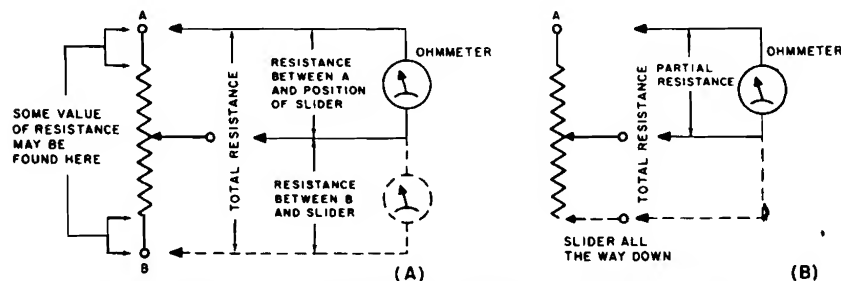 A
SOME VALUE
OF RESISTANCE
MAY BE
FOUND HERE
B
TOTAL RESISTANCE
RESISTANCE
BETWEEN A
AND POSITION
OF SLIDER
RESISTANCE
BETWEEN B
AND SLIDER
OHMMETER
(A)
A
TOTAL RESISTANCE
PARTIAL
RESISTANCE
OHMMETER
SLIDER ALL
THE WAY DOWN
(B)